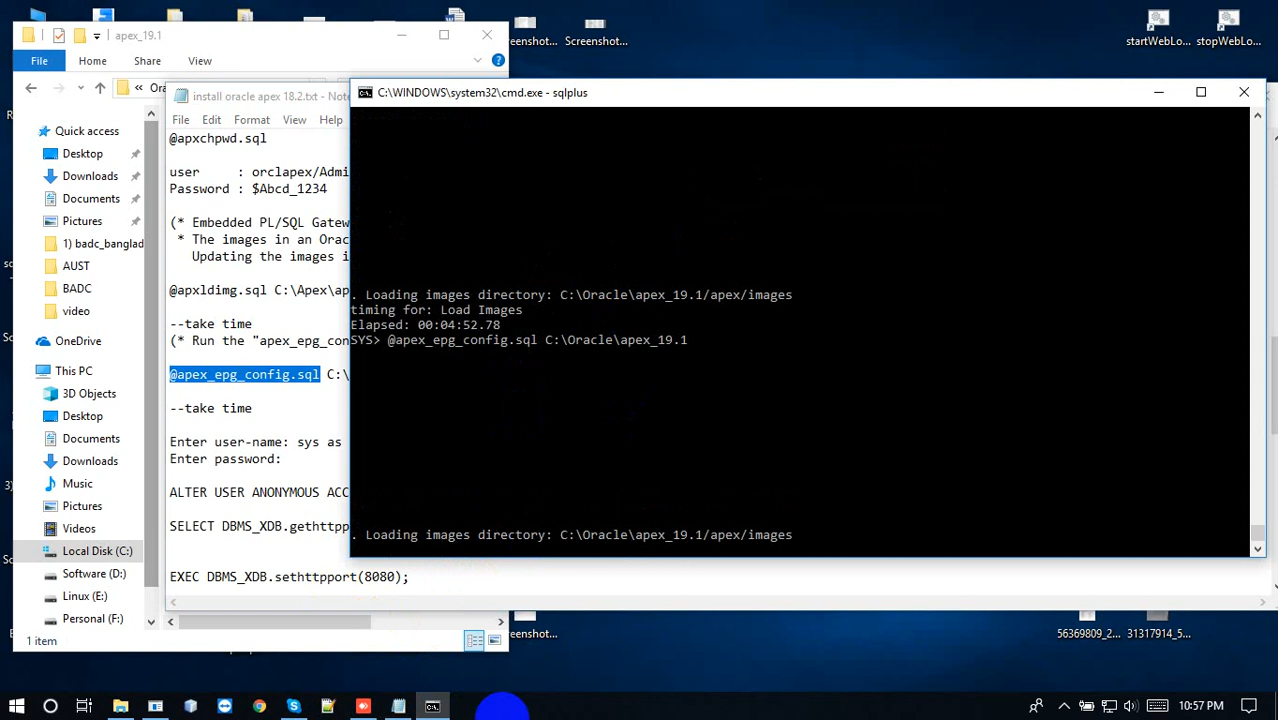 Screenshot...
Screenshot...
startWebLo...
stopWebLo...
apex_19.1
File
Home
Share
View
« Ora
Quick access
Desktop
Downloads
Documents
Pictures
1) badc_banglad
AUST
BADC
video
OneDrive
This PC
3D Objects
Desktop
Documents
Downloads
Music
Pictures
Videos
Local Disk (C:)
Software (D:)
Linux (E:)
Personal (F:)
1 item
install oracle apex 18.2.txt - Note
File
Edit
Format
View
Help
@apxchpwd.sql
user : orclapex/Admi
Password : $Abcd_1234
(* Embedded PL/SQL Gatew
* The images in an Orac
Updating the images i
@apxldimg.sql C:\Apex\ap
--take time
(* Run the "apex_epg_con
@apex_epg_config.sql C:\
--take time
Enter user-name: sys as
Enter password:
ALTER USER ANONYMOUS ACC
SELECT DBMS_XDB.gethttpp
EXEC DBMS_XDB.sethttpport(8080);
C:\WINDOWS\system32\cmd.exe - sqlplus
. Loading images directory: C:\Oracle\apex_19.1/apex/images
timing for: Load Images
Elapsed: 00:04:52.78
SYS> @apex_epg_config.sql C:\Oracle\apex_19.1
. Loading images directory: C:\Oracle\apex_19.1/apex/images
reenshot...
56369809_2...
31317914_5...
10:57 PM